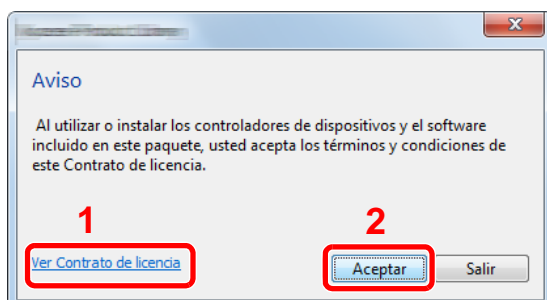 Aviso
Al utilizar o instalar los controladores de dispositivos y el software
incluido en este paquete, usted acepta los términos y condiciones de
este Contrato de licencia.
1
2
Ver Contrato de licencia
Aceptar
Salir